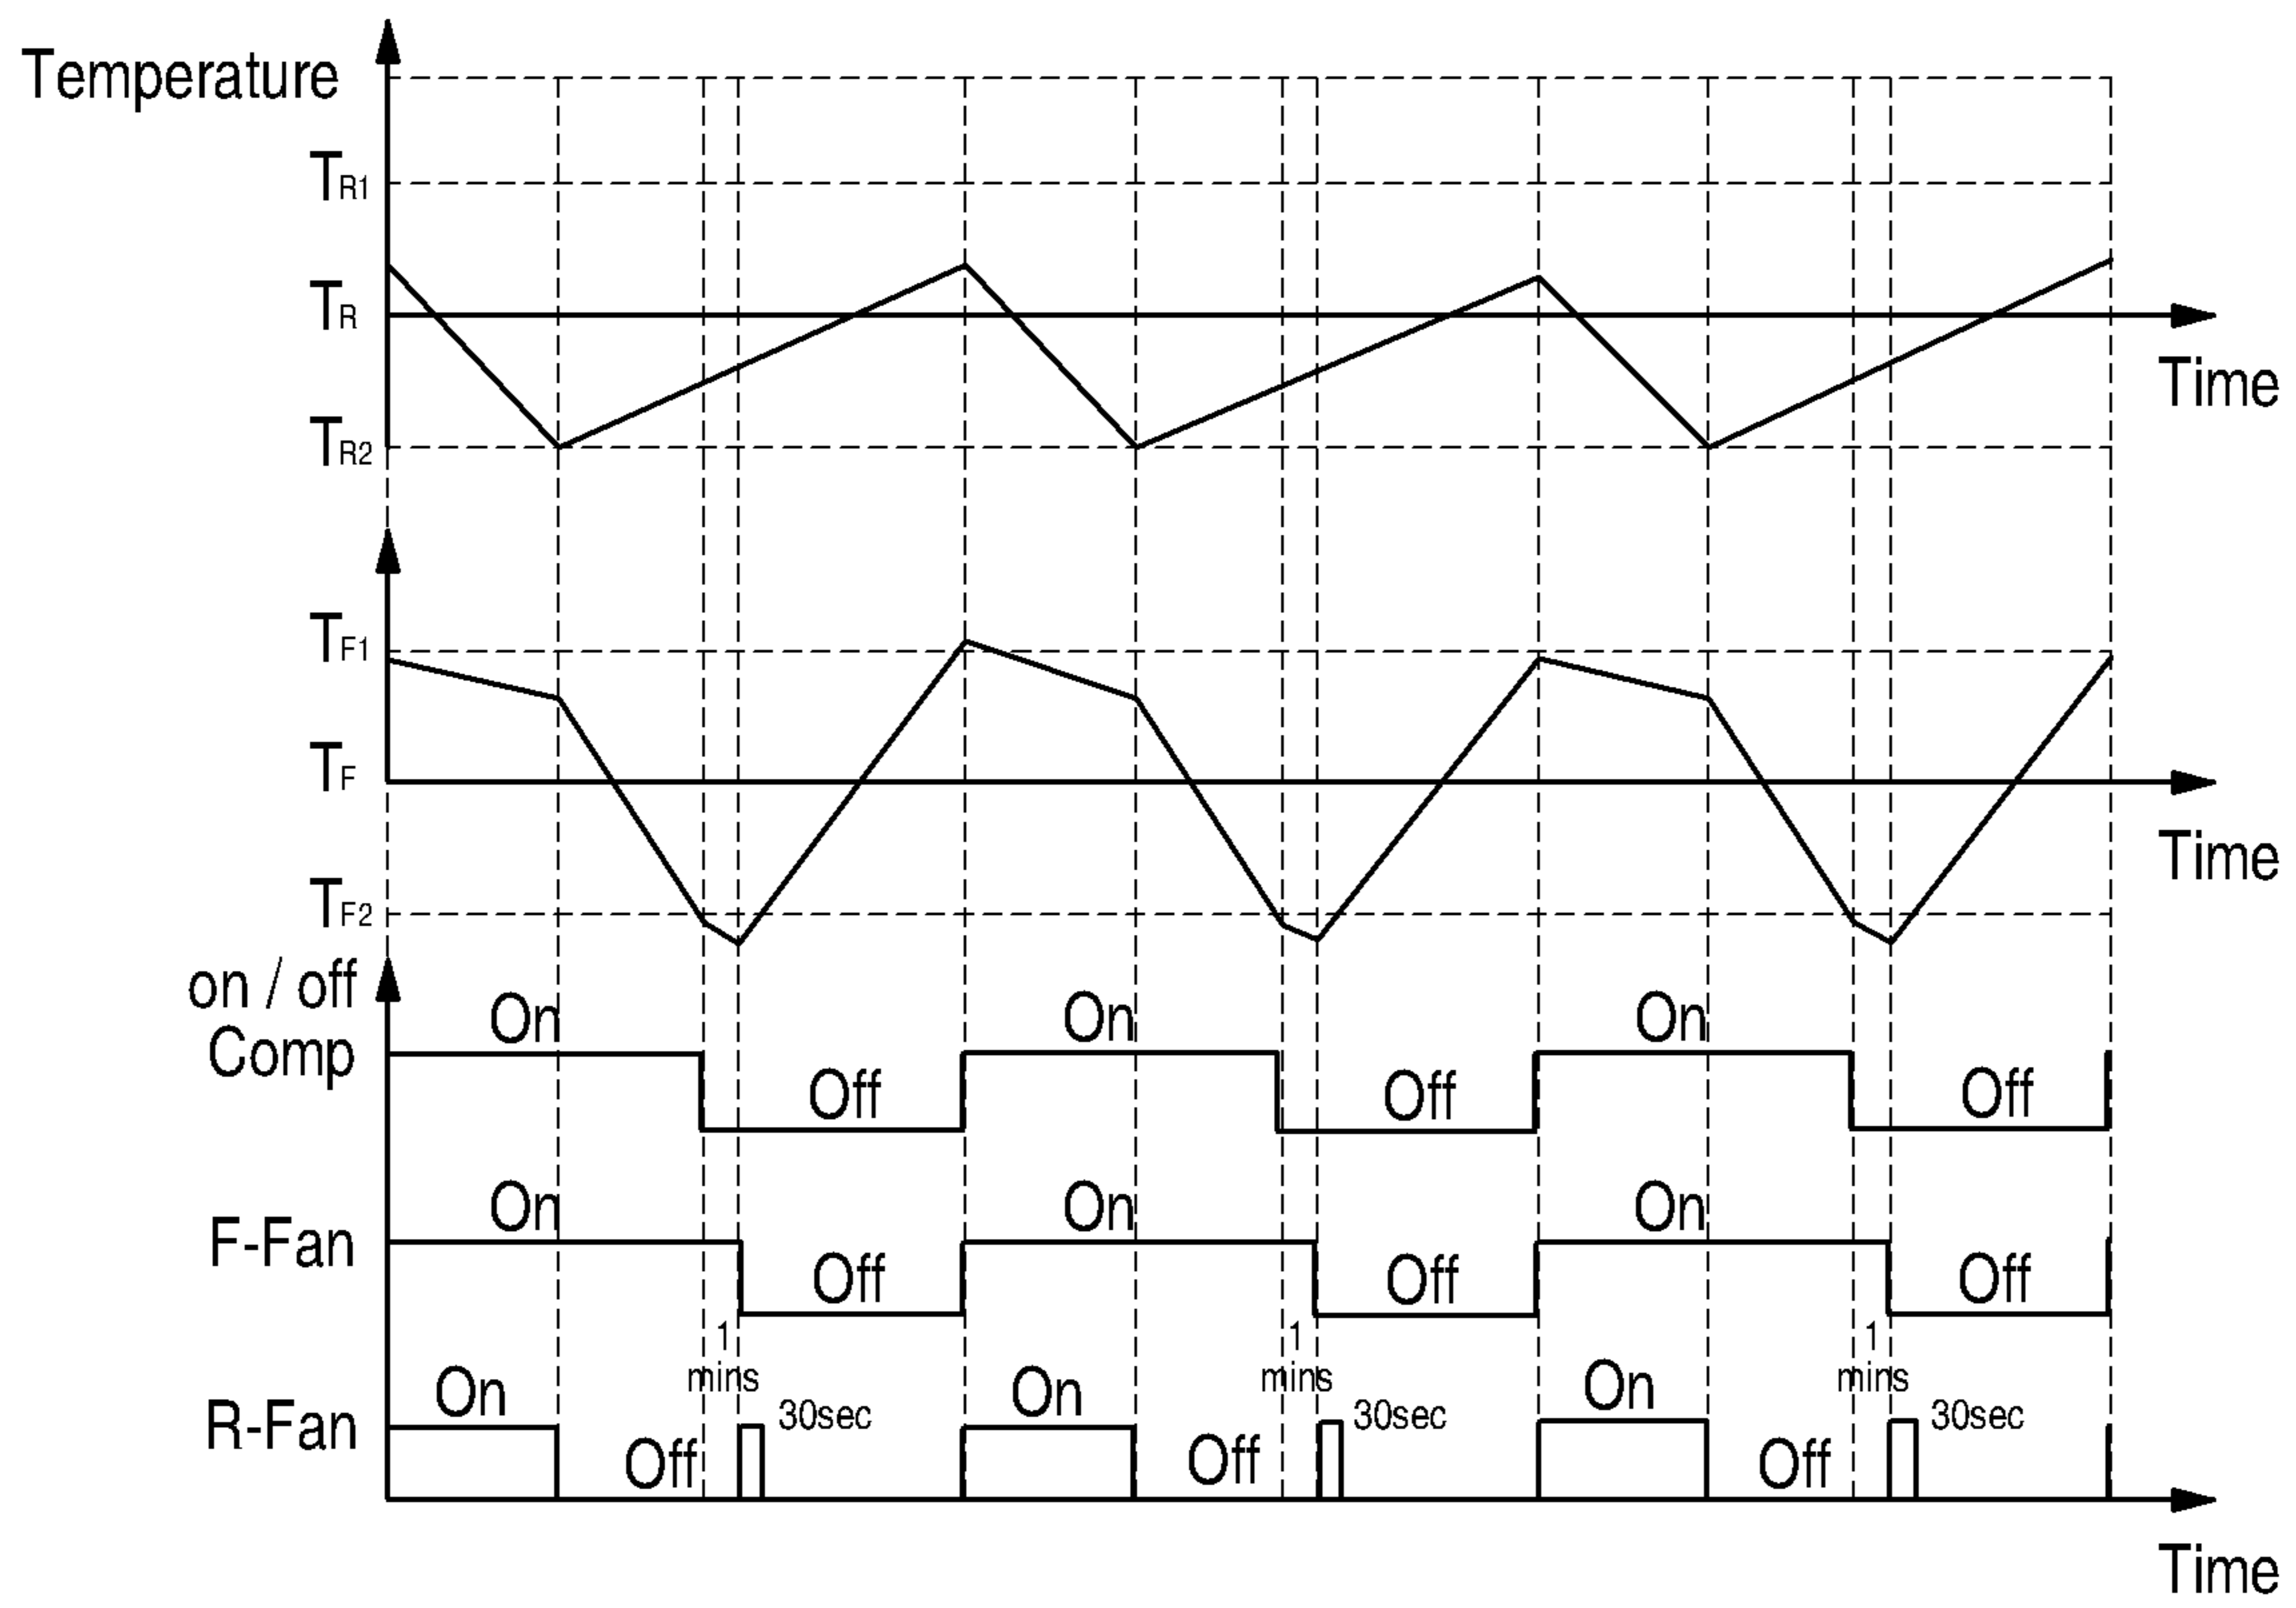 Temperature
TR1
TR
Time
TR2
TF1
TF
Time
TF2
on / off
Comp
On
Off
On
Off
On
Off
F-Fan
On
Off
On
Off
On
Off
1
mins
1
mins
1
mins
R-Fan
On
Off
30sec
On
Off
30sec
On
Off
30sec
Time